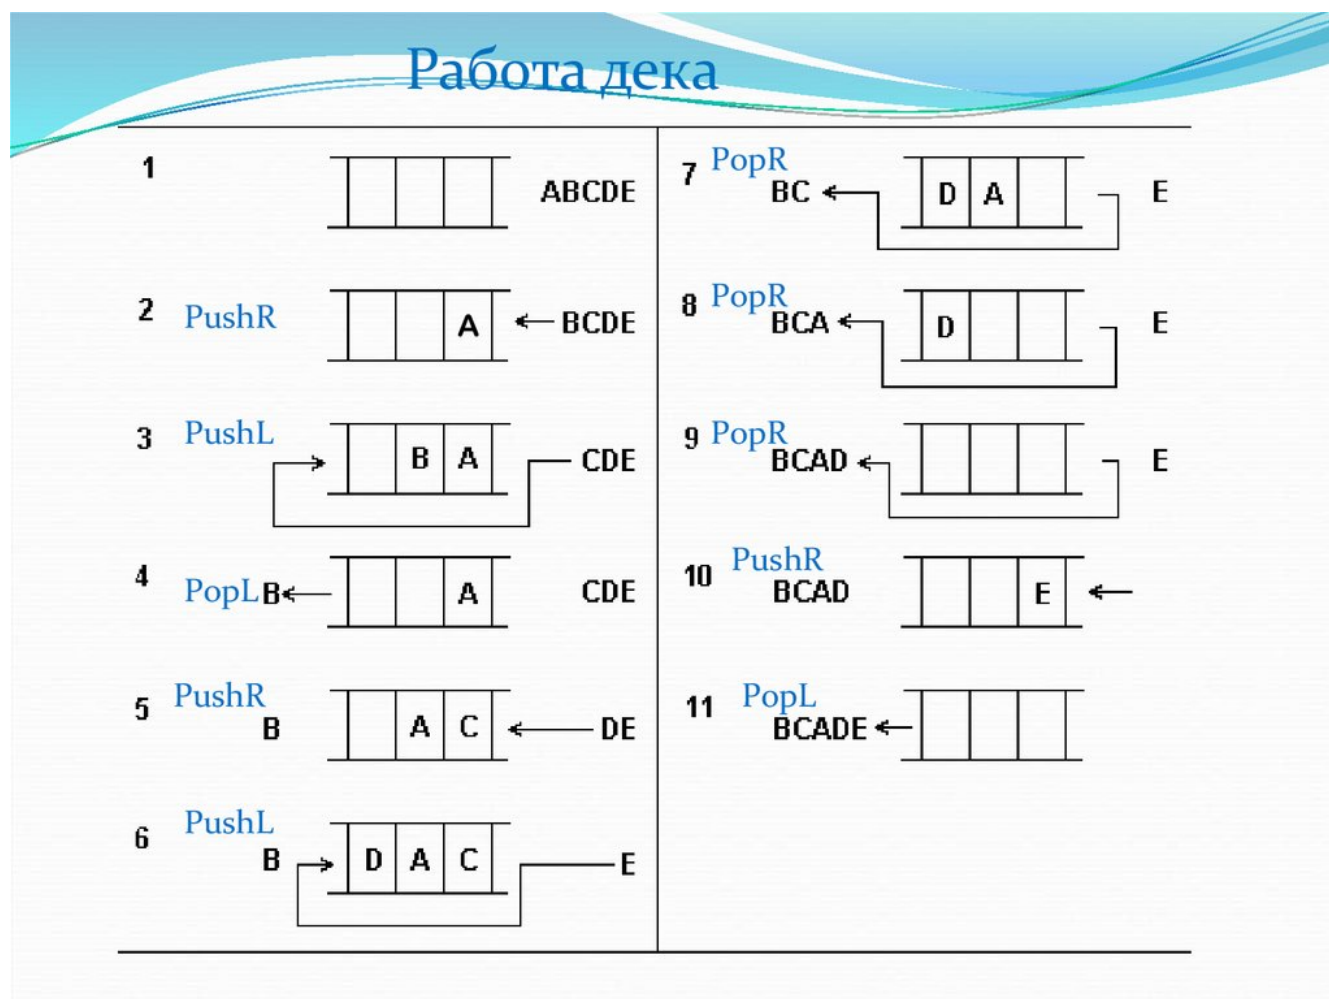 Работа дека
1
ABCDE
2 PushR
A BCDE
3 PushL
B A CDE
4
PopL B A CDE
5 PushR
B A C DE
6 PushL
B D A C E
7 PopR
BC D A E
8 PopR
BCA D E
9 PopR
BCAD E
10 PushR
BCAD E
11 PopL
BCADE